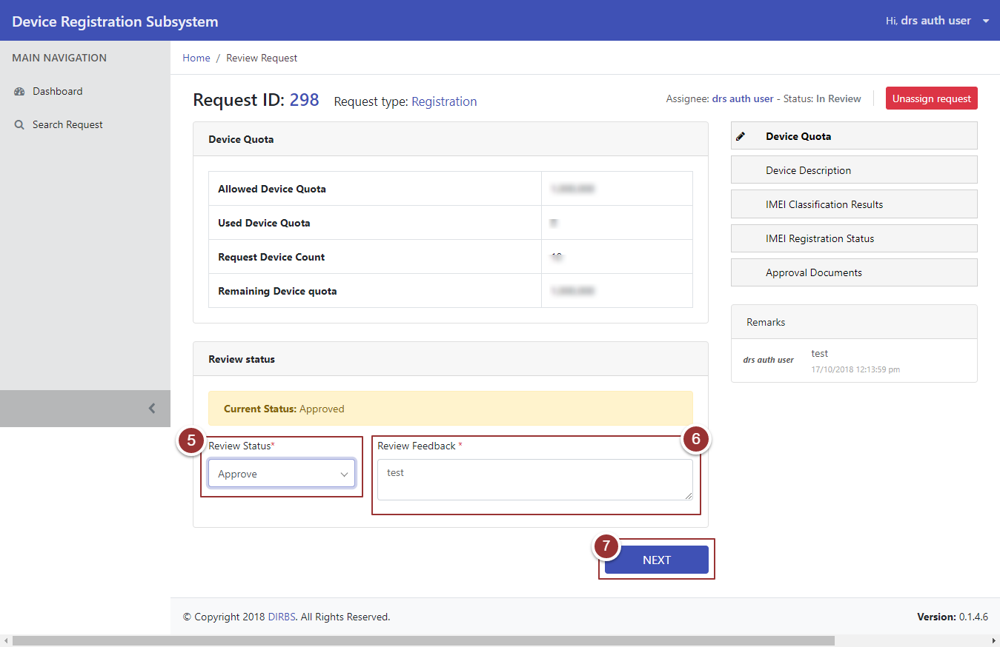 Device Registration Subsystem
Hi, drs auth user
MAIN NAVIGATION
Dashboard
Search Request
Home / Review Request
Request ID: 298 Request type: Registration
Assignee: drs auth user - Status: In Review
Unassign request
Device Quota
Allowed Device Quota
Used Device Quota
Request Device Count
Remaining Device quota
Device Quota
Device Description
IMEI Classification Results
IMEI Registration Status
Approval Documents
Remarks
drs auth user
test
17/10/2018 12:13:59 pm
Review status
Current Status: Approved
5
Review Status*
Approve
6
Review Feedback *
test
7
NEXT
© Copyright 2018 DIRBS. All Rights Reserved.
Version: 0.1.4.6